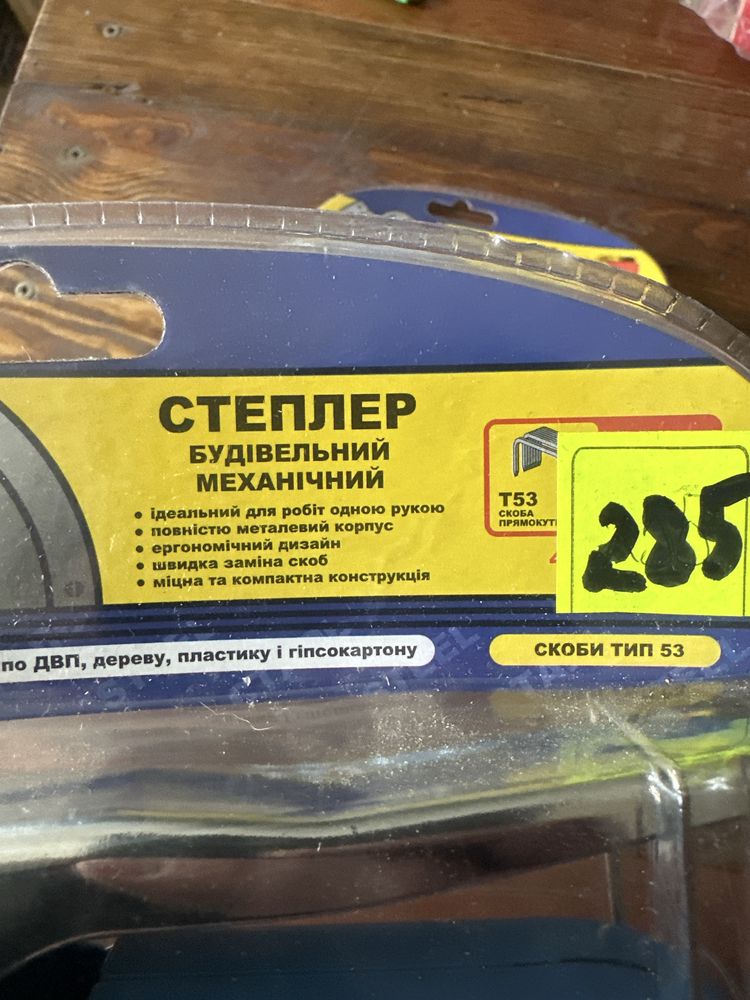 СТЕПЛЕР
БУДІВЕЛЬНИЙ
МЕХАНІЧНИЙ
• ідеальний для робіт одною рукою
• повністю металевий корпус
• ергономічний дизайн
• швидка заміна скоб
• міцна та компактна конструкція
T53
СКОБА
285
по ДВП, дереву, пластику і гіпсокартону
СКОБИ ТИП 53